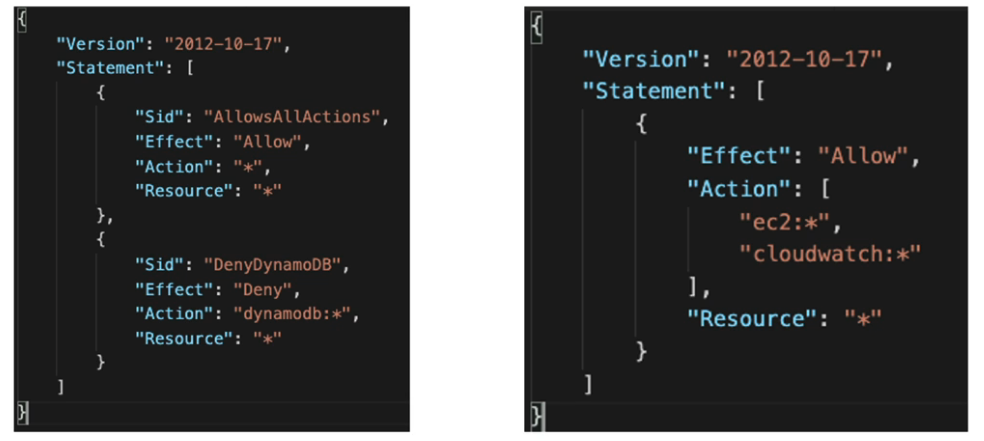 {
"Version": "2012-10-17",
"Statement": [
{
"Sid": "AllowsAllActions",
"Effect": "Allow",
"Action": "*",
"Resource": "*"
},
{
"Sid": "DenyDynamoDB",
"Effect": "Deny",
"Action": "dynamodb:*",
"Resource": "*"
}
]
}
{
"Version": "2012-10-17",
"Statement": [
{
"Effect": "Allow",
"Action": [
"ec2:*",
"cloudwatch:*"
],
"Resource": "*"
}
]
}